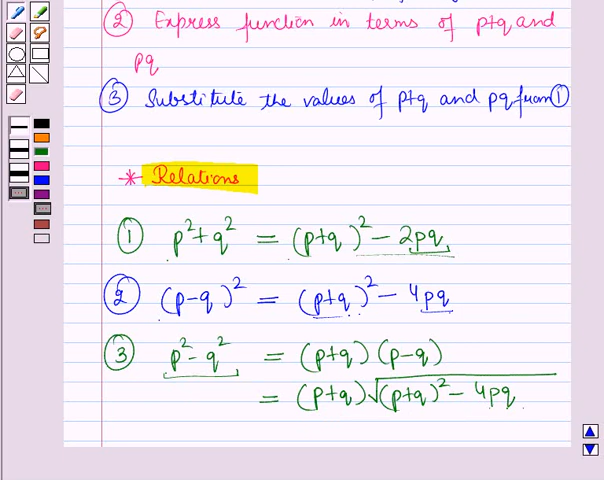 ② Express function in terms of p+q and
pq
③ Substitute the values of p+q and pq from ①
* Relations
① p²+q² = (p+q)² - 2pq
② (p-q)² = (p+q)² - 4pq
③ p²-q² = (p+q)(p-q)
= (p+q)√((p+q)² - 4pq)